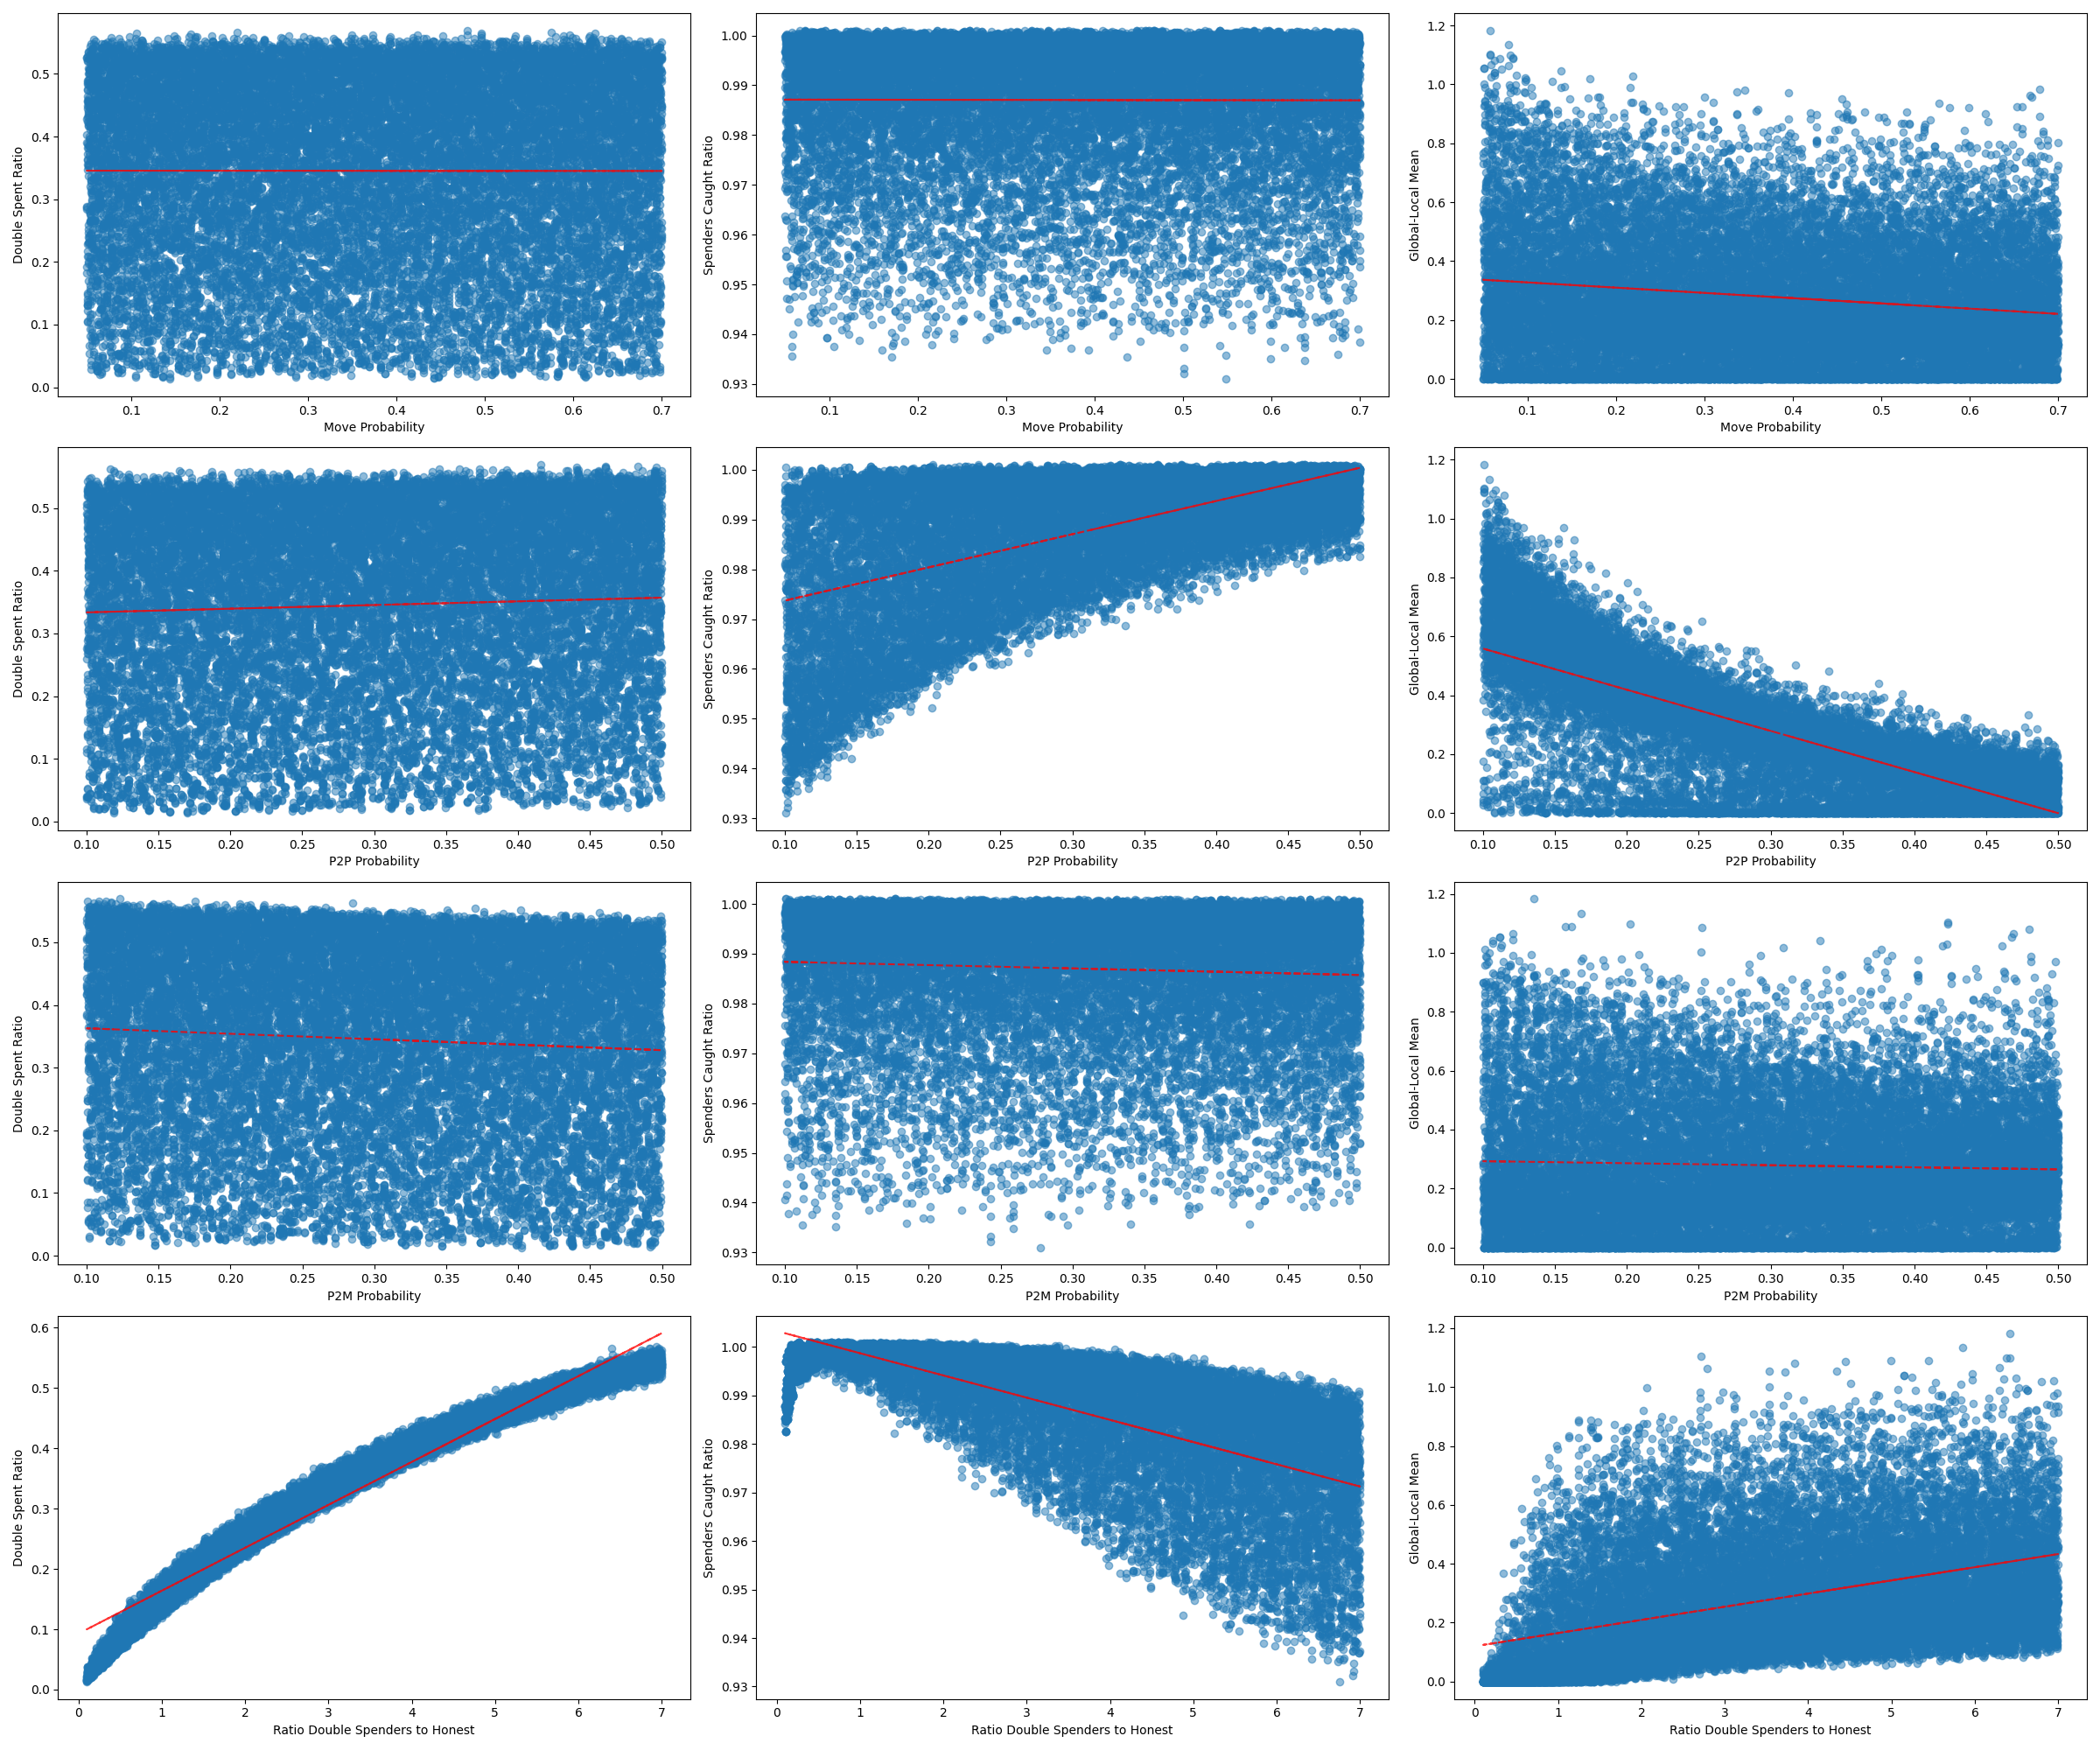 0.5
0.4
0.3
0.2
0.1
0.0
Double Spent Ratio
0.1 0.2 0.3 0.4 0.5 0.6 0.7
Move Probability
1.00
0.99
0.98
0.97
0.96
0.95
0.94
0.93
Spenders Caught Ratio
0.1 0.2 0.3 0.4 0.5 0.6 0.7
Move Probability
1.2
1.0
0.8
0.6
0.4
0.2
0.0
Global-Local Mean
0.1 0.2 0.3 0.4 0.5 0.6 0.7
Move Probability
0.5
0.4
0.3
0.2
0.1
0.0
Double Spent Ratio
0.10 0.15 0.20 0.25 0.30 0.35 0.40 0.45 0.50
P2P Probability
1.00
0.99
0.98
0.97
0.96
0.95
0.94
0.93
Spenders Caught Ratio
0.10 0.15 0.20 0.25 0.30 0.35 0.40 0.45 0.50
P2P Probability
1.2
1.0
0.8
0.6
0.4
0.2
0.0
Global-Local Mean
0.10 0.15 0.20 0.25 0.30 0.35 0.40 0.45 0.50
P2P Probability
0.5
0.4
0.3
0.2
0.1
0.0
Double Spent Ratio
0.10 0.15 0.20 0.25 0.30 0.35 0.40 0.45 0.50
P2M Probability
1.00
0.99
0.98
0.97
0.96
0.95
0.94
0.93
Spenders Caught Ratio
0.10 0.15 0.20 0.25 0.30 0.35 0.40 0.45 0.50
P2M Probability
1.2
1.0
0.8
0.6
0.4
0.2
0.0
Global-Local Mean
0.10 0.15 0.20 0.25 0.30 0.35 0.40 0.45 0.50
P2M Probability
0.6
0.5
0.4
0.3
0.2
0.1
0.0
Double Spent Ratio
0 1 2 3 4 5 6 7
Ratio Double Spenders to Honest
1.00
0.99
0.98
0.97
0.96
0.95
0.94
0.93
Spenders Caught Ratio
0 1 2 3 4 5 6 7
Ratio Double Spenders to Honest
1.2
1.0
0.8
0.6
0.4
0.2
0.0
Global-Local Mean
0 1 2 3 4 5 6 7
Ratio Double Spenders to Honest